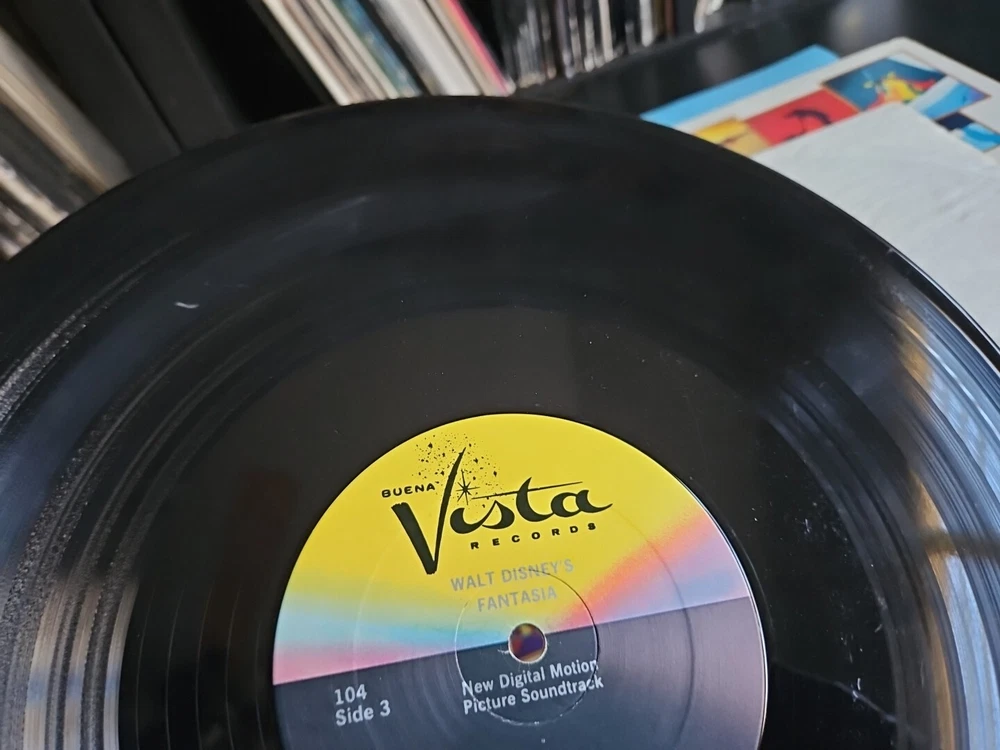 BUENA
Vista
RECORDS
WALT DISNEY'S
FANTASIA
104
Side 3
New Digital Motion
Picture Soundtrack